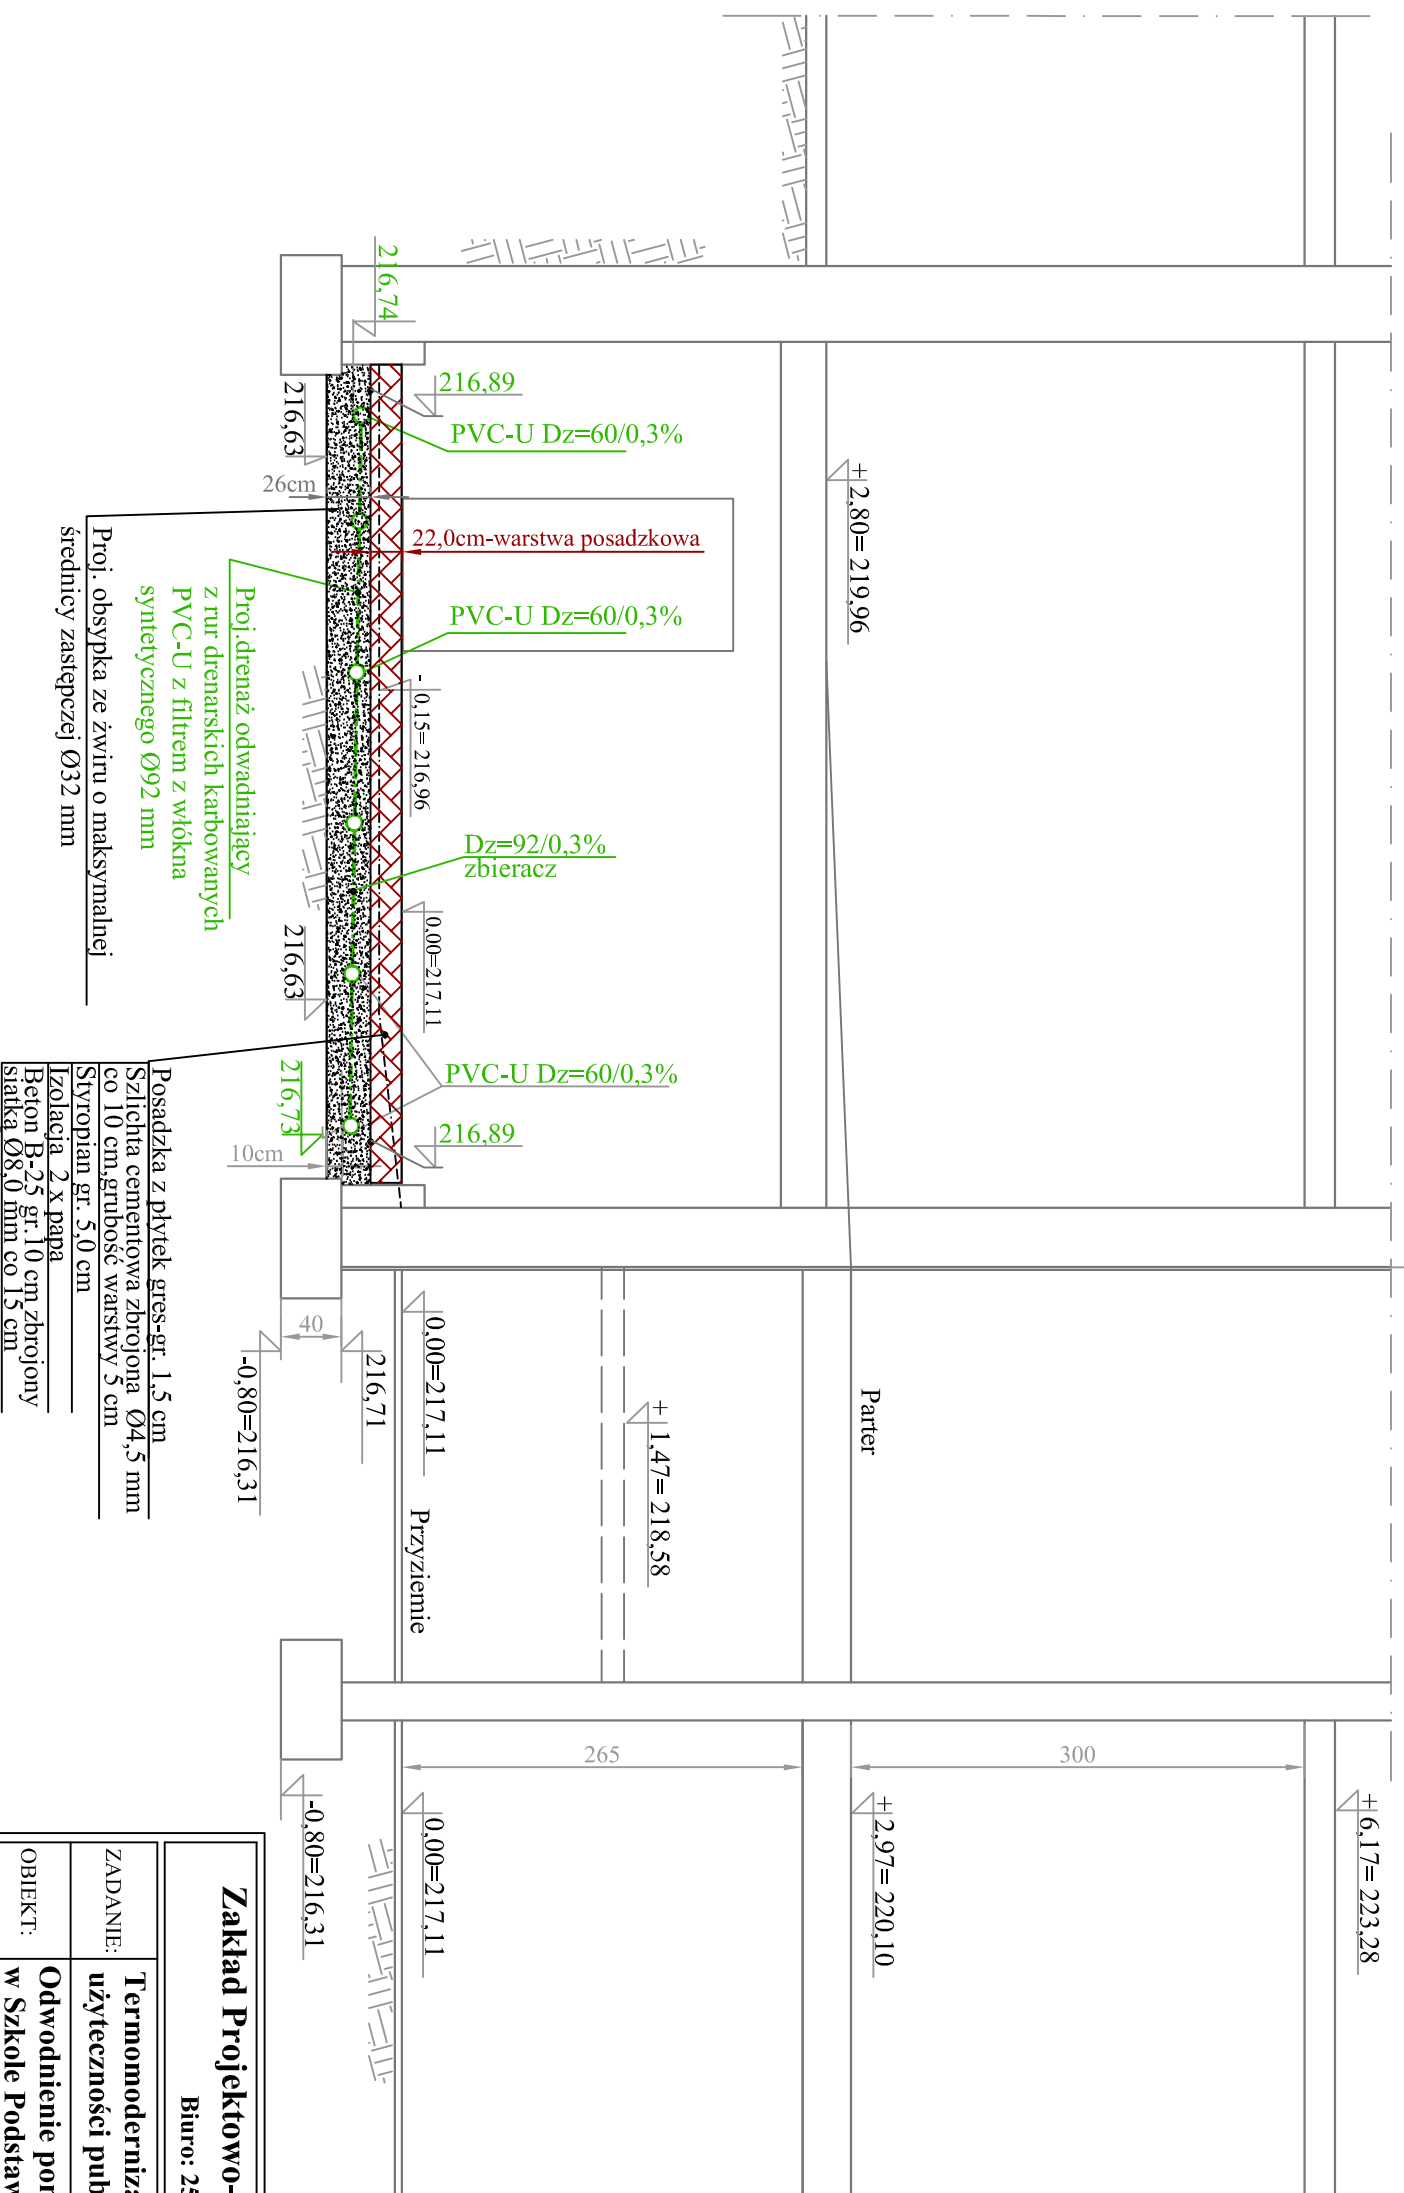 +6,17= 223,28
300
+2,97= 220,10
265
0,00=217,11
-0,80=216,31
Parter
+ 1,47= 218,58
Przyziemie
0,00=217,11
216,71
40
-0,80=216,31
+ 2,80= 219,96
216,74
216,89
PVC-U Dz=60/0,3%
216,63
26cm
22,0cm-warstwa posadzkowa
PVC-U Dz=60/0,3%
- 0,15= 216,96
Dz=92/0,3%
zbieracz
0,00=217,11
216,63
PVC-U Dz=60/0,3%
216,73
216,89
10cm
Proj.drenaż odwadniający
z rur drenarskich karbowanych
PVC-U z filtrem z włókna
syntetycznego Ø92 mm
Proj. obsypka ze żwiru o maksymalnej
średnicy zastępczej Ø32 mm
Posadzka z płytek gres-gr. 1,5 cm
Szlichta cementowa zbrojona Ø4,5 mm
co 10 cm,grubość warstwy 5 cm
Styropian gr. 5,0 cm
Izolacja 2 x papa
Beton B-25 gr.10 cm zbrojony
siatką Ø8,0 mm co 15 cm
Zakład Projektowo-
Biuro: 25
ZADANIE:
Termomoderniza
użyteczności pub
OBIEKT:
Odwodnienie po
w Szkole Podstaw